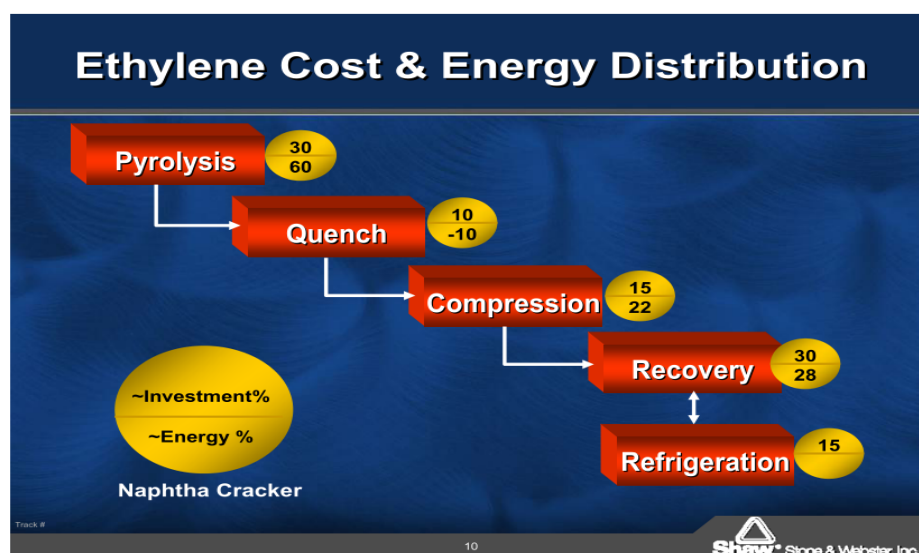 Ethylene Cost & Energy Distribution
Pyrolysis
30
60
Quench
10
-10
Compression
15
22
Recovery
30
28
Refrigeration
15
~Investment%
~Energy %
Naphtha Cracker
Track #
10
Shaw® Stone & Webster, Inc.